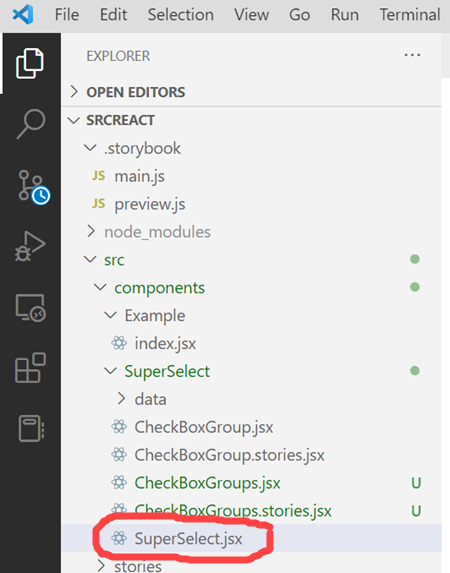 File Edit Selection View Go Run Terminal
EXPLORER ...
OPEN EDITORS
SRCREACT
.storybook
JS main.js
JS preview.js
node_modules
src
components
Example
index.jsx
SuperSelect
data
CheckBoxGroup.jsx
CheckBoxGroup.stories.jsx
CheckBoxGroups.jsx U
CheckBoxGroups.stories.jsx U
SuperSelect.jsx
stories